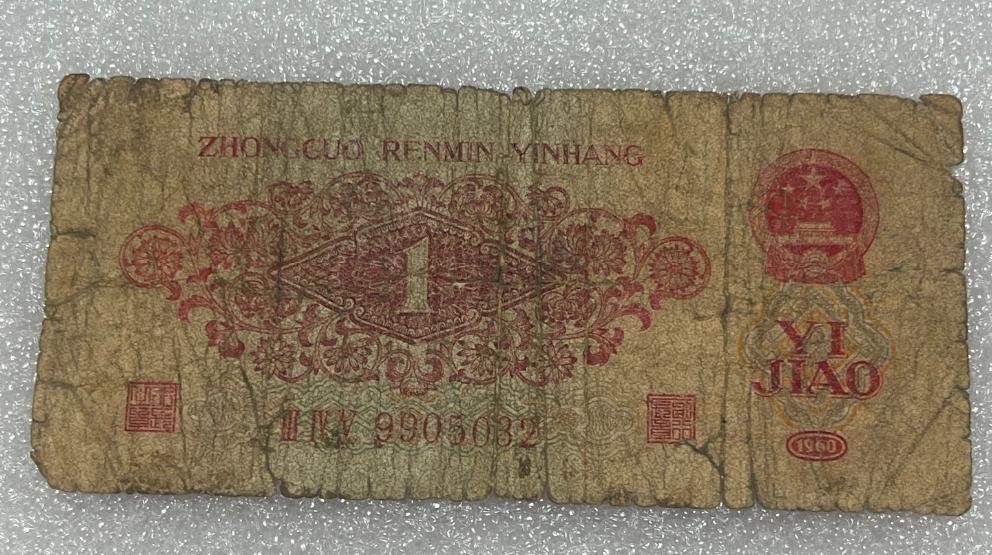 ZHONGGUO RENMIN YINHANG
1
YI
JIAO
III IV V 9905032
1960